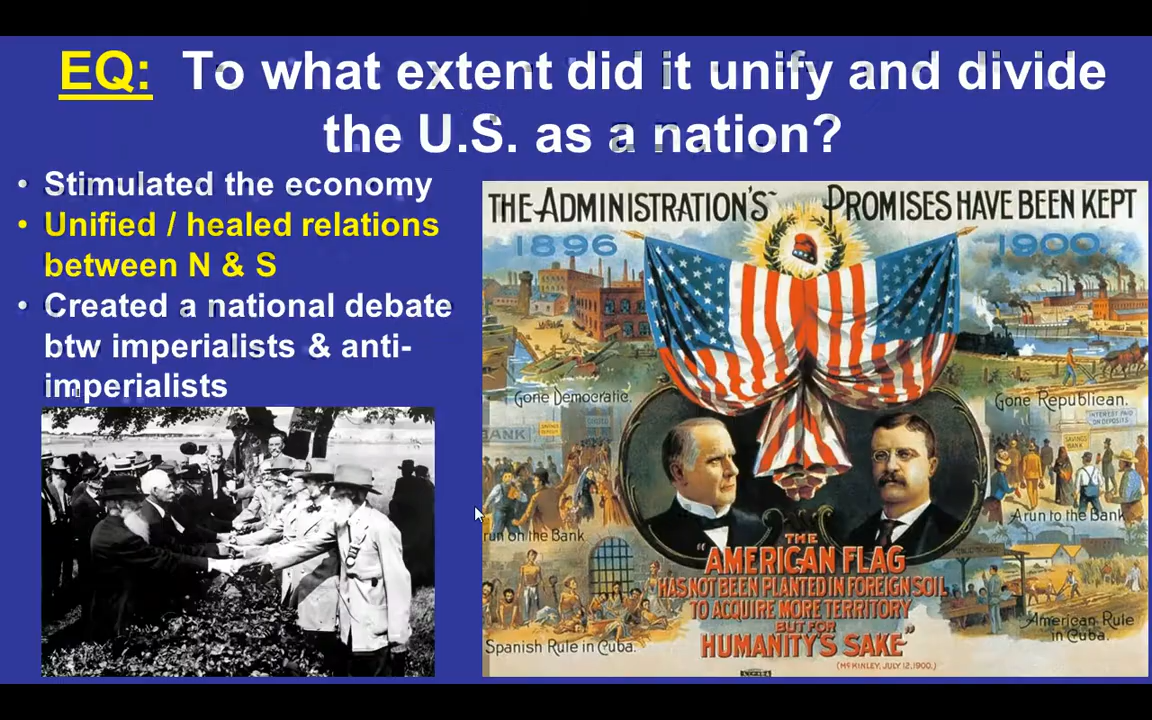 EQ: To what extent did it unify and divide
the U.S. as a nation?
• Stimulated the economy
• Unified / healed relations
between N & S
• Created a national debate
btw imperialists & anti-
imperialists
THE ADMINISTRATION'S PROMISES HAVE BEEN KEPT
1896
1900
Gone Democratic.
Gone Republican.
BANK
INTEREST PAID
ON DEPOSITS
SAVINGS
BANK
run on the Bank
A run to the Bank
THE
"AMERICAN FLAG
HAS NOT BEEN PLANTED IN FOREIGN SOIL
TO ACQUIRE MORE TERRITORY
BUT FOR
HUMANITY'S SAKE"
(McKINLEY, JULY 12, 1900.)
Spanish Rule in Cuba.
American Rule
in Cuba.